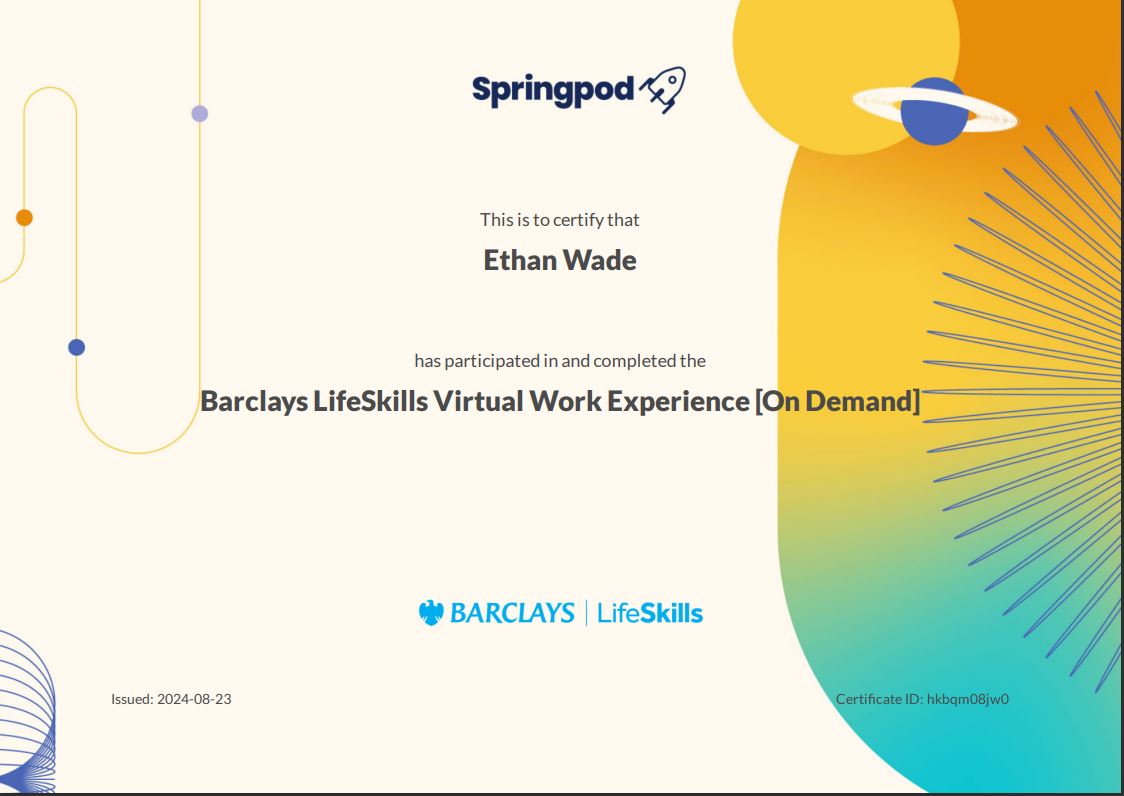 Springpod
This is to certify that
Ethan Wade
has participated in and completed the
Barclays LifeSkills Virtual Work Experience [On Demand]
BARCLAYS | LifeSkills
Issued: 2024-08-23
Certificate ID: hkbqm08jw0